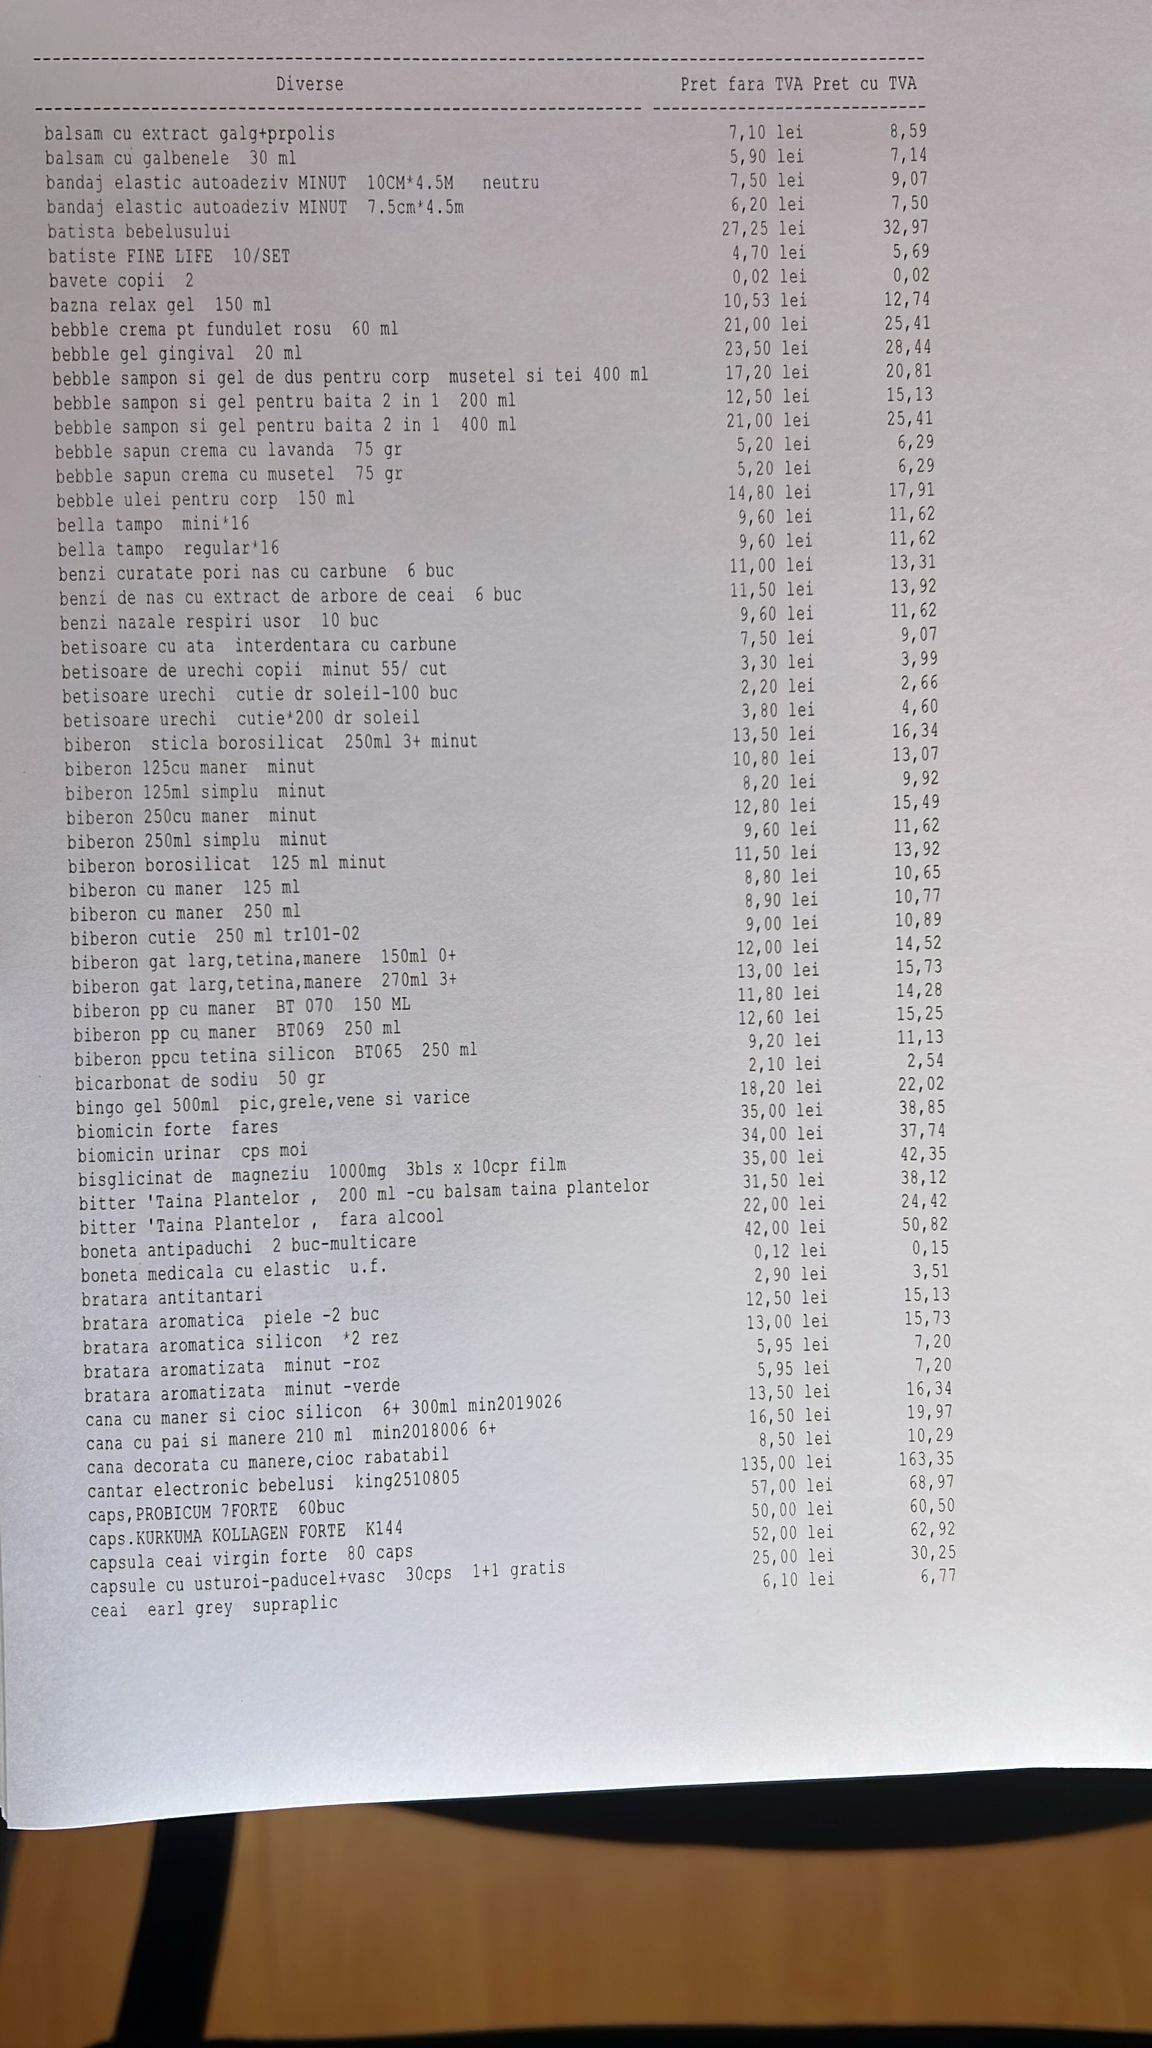 Diverse Pret fara TVA Pret cu TVA
balsam cu extract galg+prpolis 7,10 lei 8,59
balsam cu galbenele 30 ml 5,90 lei 7,14
bandaj elastic autoadeziv MINUT 10CM*4.5M neutru 7,50 lei 9,07
bandaj elastic autoadeziv MINUT 7.5cm*4.5m 6,20 lei 7,50
batista bebelusului 27,25 lei 32,97
batiste FINE LIFE 10/SET 4,70 lei 5,69
bavete copii 2 0,02 lei 0,02
bazna relax gel 150 ml 10,53 lei 12,74
bebble crema pt fundulet rosu 60 ml 21,00 lei 25,41
bebble gel gingival 20 ml 23,50 lei 28,44
bebble sampon si gel de dus pentru corp musetel si tei 400 ml 17,20 lei 20,81
bebble sampon si gel pentru baita 2 in 1 200 ml 12,50 lei 15,13
bebble sampon si gel pentru baita 2 in 1 400 ml 21,00 lei 25,41
bebble sapun crema cu lavanda 75 gr 5,20 lei 6,29
bebble sapun crema cu musetel 75 gr 5,20 lei 6,29
bebble ulei pentru corp 150 ml 14,80 lei 17,91
bella tampo mini*16 9,60 lei 11,62
bella tampo regular*16 9,60 lei 11,62
benzi curatate pori nas cu carbune 6 buc 11,00 lei 13,31
benzi de nas cu extract de arbore de ceai 6 buc 11,50 lei 13,92
benzi nazale respiri usor 10 buc 9,60 lei 11,62
betisoare cu ata interdentara cu carbune 7,50 lei 9,07
betisoare de urechi copii minut 55/ cut 3,30 lei 3,99
betisoare urechi cutie dr soleil-100 buc 2,20 lei 2,66
betisoare urechi cutie*200 dr soleil 3,80 lei 4,60
biberon sticla borosilicat 250ml 3+ minut 13,50 lei 16,34
biberon 125cu maner minut 10,80 lei 13,07
biberon 125ml simplu minut 8,20 lei 9,92
biberon 250cu maner minut 12,80 lei 15,49
biberon 250ml simplu minut 9,60 lei 11,62
biberon borosilicat 125 ml minut 11,50 lei 13,92
biberon cu maner 125 ml 8,80 lei 10,65
biberon cu maner 250 ml 8,90 lei 10,77
biberon cutie 250 ml tr101-02 9,00 lei 10,89
biberon gat larg,tetina,manere 150ml 0+ 12,00 lei 14,52
biberon gat larg,tetina,manere 270ml 3+ 13,00 lei 15,73
biberon pp cu maner BT 070 150 ML 11,80 lei 14,28
biberon pp cu maner BT069 250 ml 12,60 lei 15,25
biberon ppcu tetina silicon BT065 250 ml 9,20 lei 11,13
bicarbonat de sodiu 50 gr 2,10 lei 2,54
bingo gel 500ml pic,grele,vene si varice 18,20 lei 22,02
biomicin forte fares 35,00 lei 38,85
biomicin urinar cps moi 34,00 lei 37,74
bisglicinat de magneziu 1000mg 3bls x 10cpr film 35,00 lei 42,35
bitter 'Taina Plantelor , 200 ml -cu balsam taina plantelor 31,50 lei 38,12
bitter 'Taina Plantelor , fara alcool 22,00 lei 24,42
boneta antipaduchi 2 buc-multicare 42,00 lei 50,82
boneta medicala cu elastic u.f. 0,12 lei 0,15
bratara antitantari 2,90 lei 3,51
bratara aromatica piele -2 buc 12,50 lei 15,13
bratara aromatica silicon *2 rez 13,00 lei 15,73
bratara aromatizata minut -roz 5,95 lei 7,20
bratara aromatizata minut -verde 5,95 lei 7,20
cana cu maner si cioc silicon 6+ 300ml min2019026 13,50 lei 16,34
cana cu pai si manere 210 ml min2018006 6+ 16,50 lei 19,97
cana decorata cu manere,cioc rabatabil 8,50 lei 10,29
cantar electronic bebelusi king2510805 135,00 lei 163,35
caps,PROBICUM 7FORTE 60buc 57,00 lei 68,97
caps.KURKUMA KOLLAGEN FORTE K144 50,00 lei 60,50
capsula ceai virgin forte 80 caps 52,00 lei 62,92
capsule cu usturoi-paducel+vasc 30cps 1+1 gratis 25,00 lei 30,25
ceai earl grey supraplic 6,10 lei 6,77